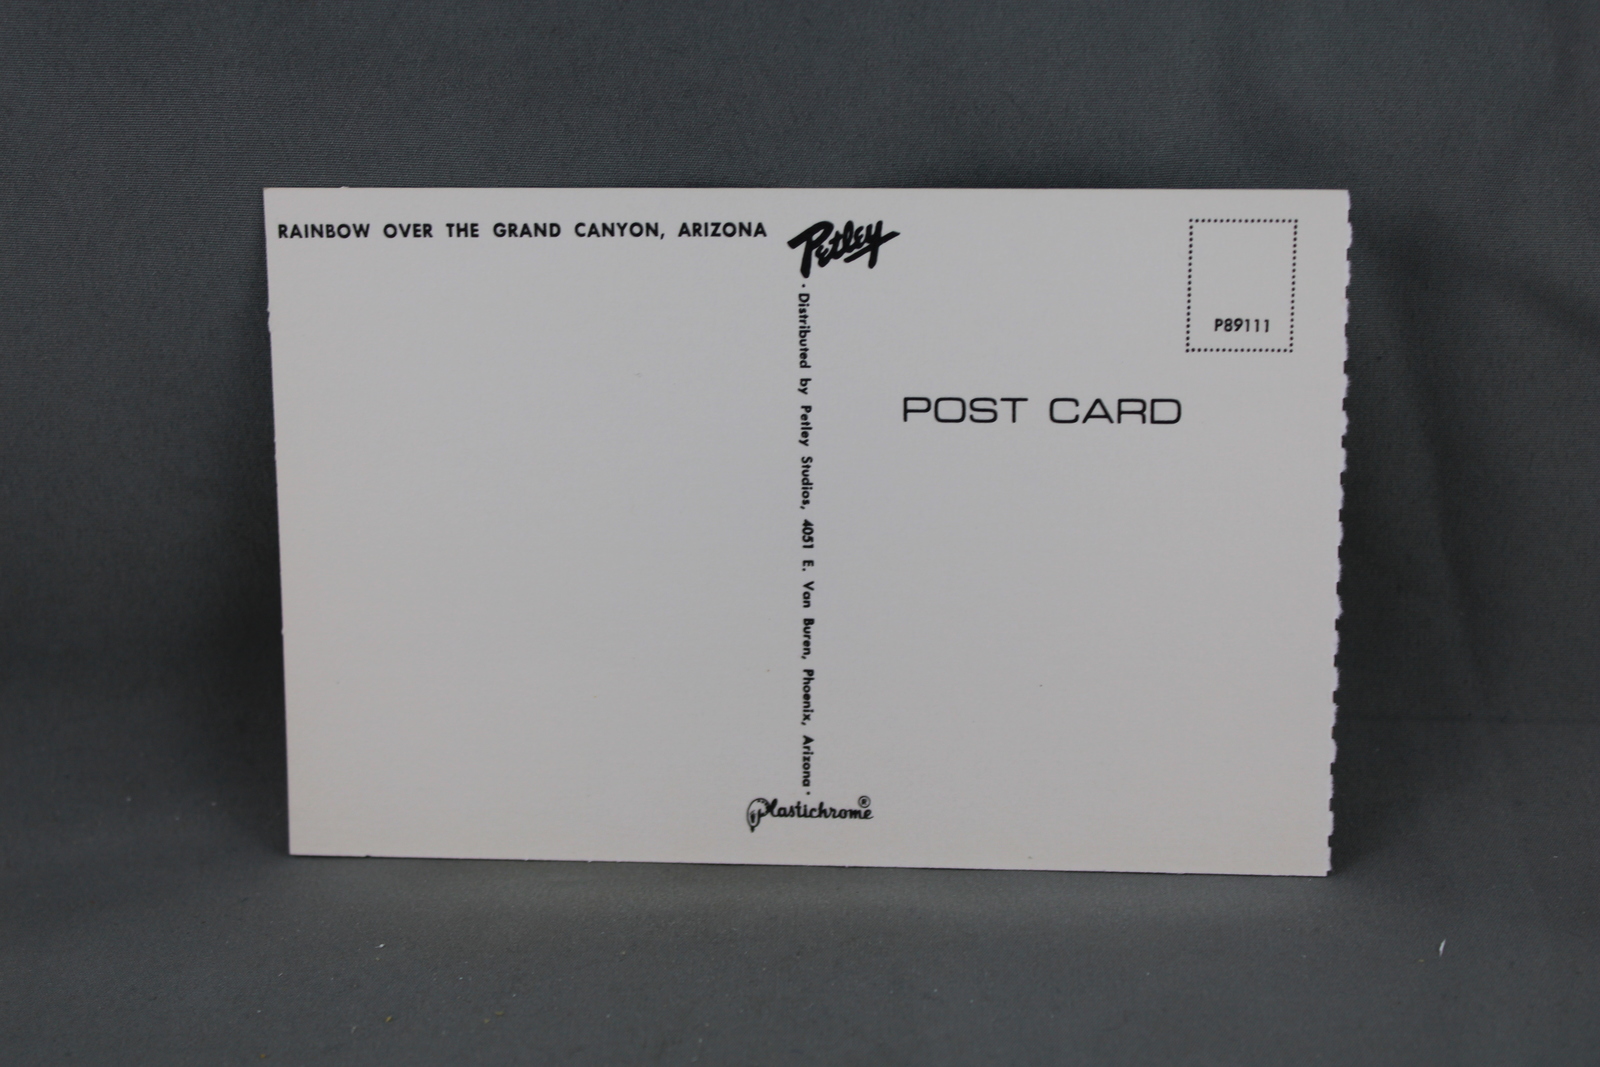 RAINBOW OVER THE GRAND CANYON, ARIZONA
Petley
· Distributed by Petley Studios, 4051 E. Van Buren, Phoenix, Arizona ·
Plastichrome®
P89111
POST CARD